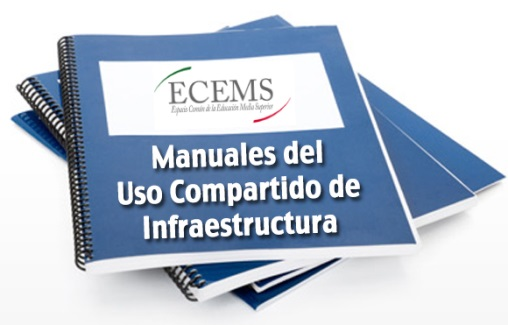 ECEMS
Espacio Común de la Educación Media Superior
Manuales del
Uso Compartido de
Infraestructura